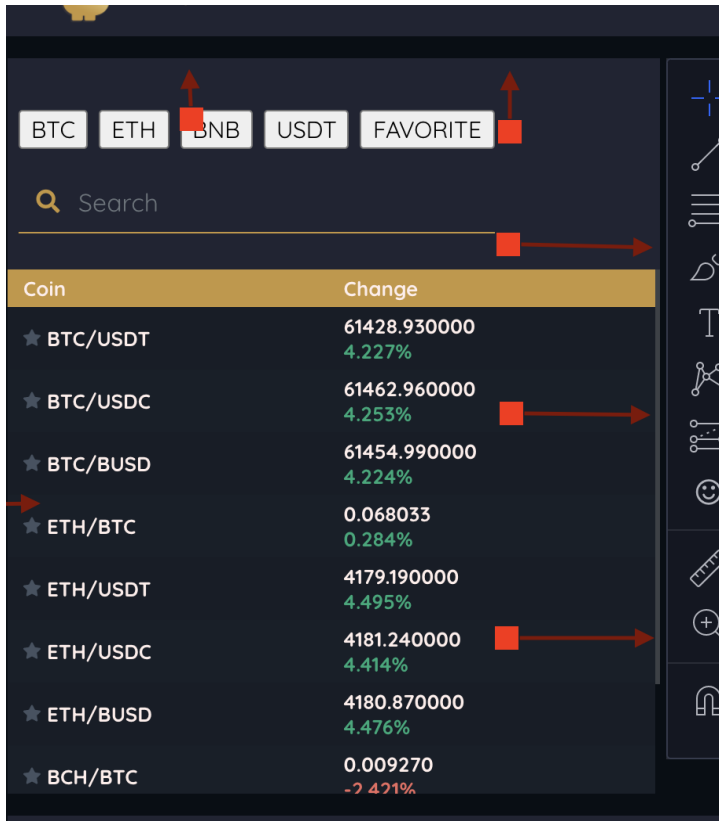 BTC ETH BNB USDT FAVORITE
Search
Coin Change
BTC/USDT 61428.930000
4.227%
BTC/USDC 61462.960000
4.253%
BTC/BUSD 61454.990000
4.224%
ETH/BTC 0.068033
0.284%
ETH/USDT 4179.190000
4.495%
ETH/USDC 4181.240000
4.414%
ETH/BUSD 4180.870000
4.476%
BCH/BTC 0.009270
-2.421%